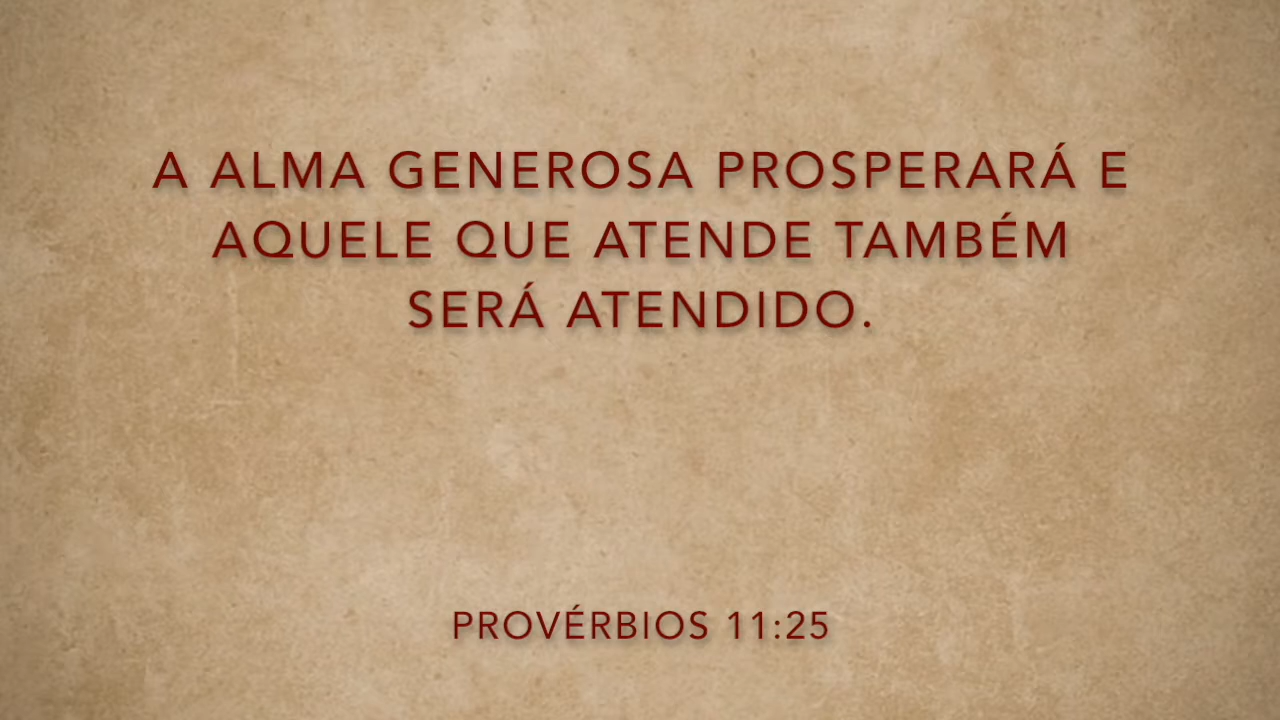 A ALMA GENEROSA PROSPERARÁ E
AQUELE QUE ATENDE TAMBÉM
SERÁ ATENDIDO.
PROVÉRBIOS 11:25